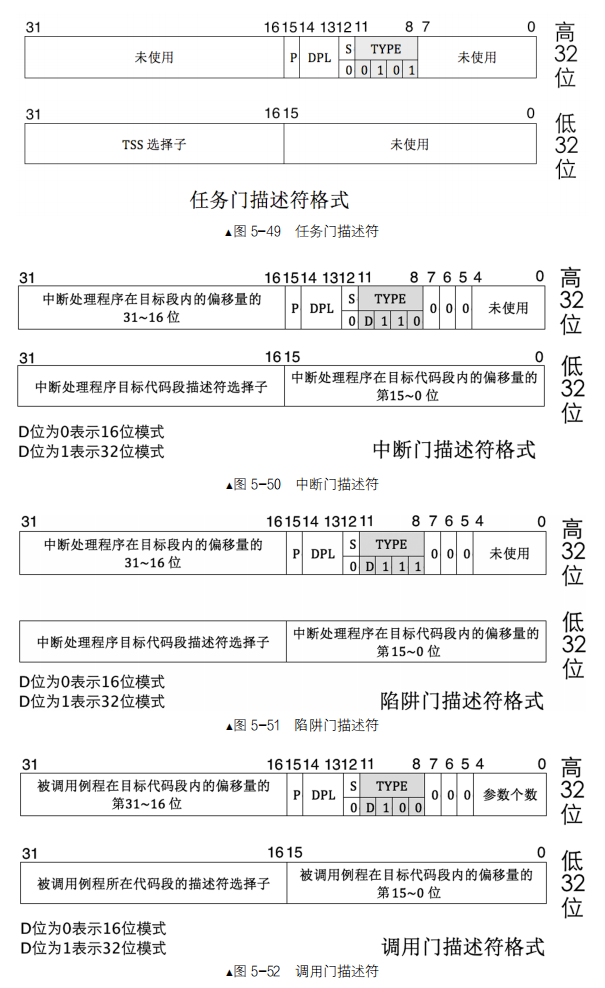 31 16 15 14 13 12 11 8 7 0
未使用 P DPL S TYPE 未使用
0 0 1 0 1
高32位
31 16 15 0
TSS 选择子 未使用
低32位
任务门描述符格式
▲图 5-49 任务门描述符
31 16 15 14 13 12 11 8 7 6 5 4 0
中断处理程序在目标段内的偏移量的
31~16 位
P DPL S TYPE 0 0 0 未使用
0 D 1 1 0
高32位
31 16 15 0
中断处理程序目标代码段描述符选择子
中断处理程序在目标代码段内的偏移量的
第15~0 位
低32位
D位为0表示16位模式
D位为1表示32位模式
中断门描述符格式
▲图 5-50 中断门描述符
31 16 15 14 13 12 11 8 7 6 5 4 0
中断处理程序在目标段内的偏移量的
31~16 位
P DPL S TYPE 0 0 0 未使用
0 D 1 1 1
高32位
中断处理程序目标代码段描述符选择子
中断处理程序在目标代码段内的偏移量的
第15~0 位
低32位
D位为0表示16位模式
D位为1表示32位模式
陷阱门描述符格式
▲图 5-51 陷阱门描述符
31 16 15 14 13 12 11 8 7 6 5 4 0
被调用例程在目标代码段内的偏移量的
第31~16 位
P DPL S TYPE 0 0 0 参数个数
0 D 1 0 0
高32位
31 16 15 0
被调用例程所在代码段的描述符选择子
被调用例程在目标代码段内的偏移量的
第15~0 位
低32位
D位为0表示16位模式
D位为1表示32位模式
调用门描述符格式
▲图 5-52 调用门描述符